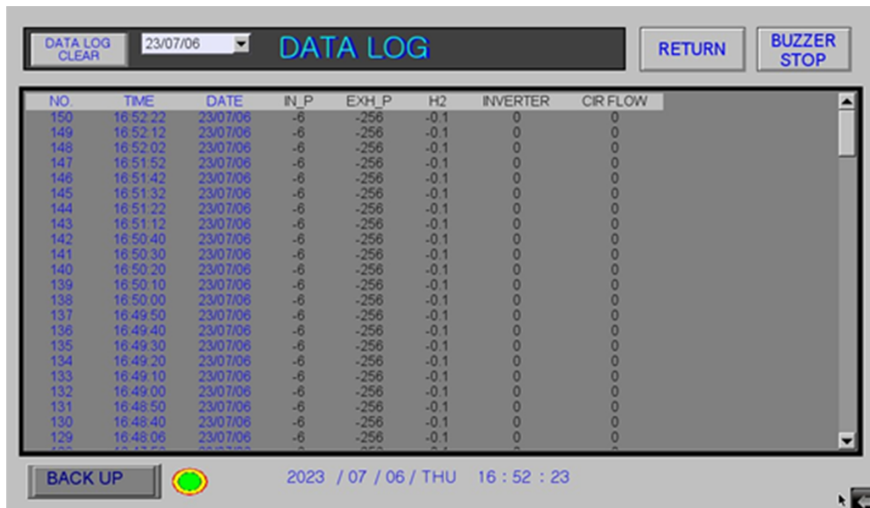 DATA LOG CLEAR 23/07/06 DATA LOG RETURN BUZZER STOP
NO. TIME DATE IN_P EXH_P H2 INVERTER CIR FLOW
150 16:52:22 23/07/06 -6 -256 -0.1 0 0
149 16:52:12 23/07/06 -6 -256 -0.1 0 0
148 16:52:02 23/07/06 -6 -256 -0.1 0 0
147 16:51:52 23/07/06 -6 -256 -0.1 0 0
146 16:51:42 23/07/06 -6 -256 -0.1 0 0
145 16:51:32 23/07/06 -6 -256 -0.1 0 0
144 16:51:22 23/07/06 -6 -256 -0.1 0 0
143 16:51:12 23/07/06 -6 -256 -0.1 0 0
142 16:50:40 23/07/06 -6 -256 -0.1 0 0
141 16:50:30 23/07/06 -6 -256 -0.1 0 0
140 16:50:20 23/07/06 -6 -256 -0.1 0 0
139 16:50:10 23/07/06 -6 -256 -0.1 0 0
138 16:50:00 23/07/06 -6 -256 -0.1 0 0
137 16:49:50 23/07/06 -6 -256 -0.1 0 0
136 16:49:40 23/07/06 -6 -256 -0.1 0 0
135 16:49:30 23/07/06 -6 -256 -0.1 0 0
134 16:49:20 23/07/06 -6 -256 -0.1 0 0
133 16:49:10 23/07/06 -6 -256 -0.1 0 0
132 16:49:00 23/07/06 -6 -256 -0.1 0 0
131 16:48:50 23/07/06 -6 -256 -0.1 0 0
130 16:48:40 23/07/06 -6 -256 -0.1 0 0
129 16:48:06 23/07/06 -6 -256 -0.1 0 0
BACK UP 2023 / 07 / 06 / THU 16 : 52 : 23